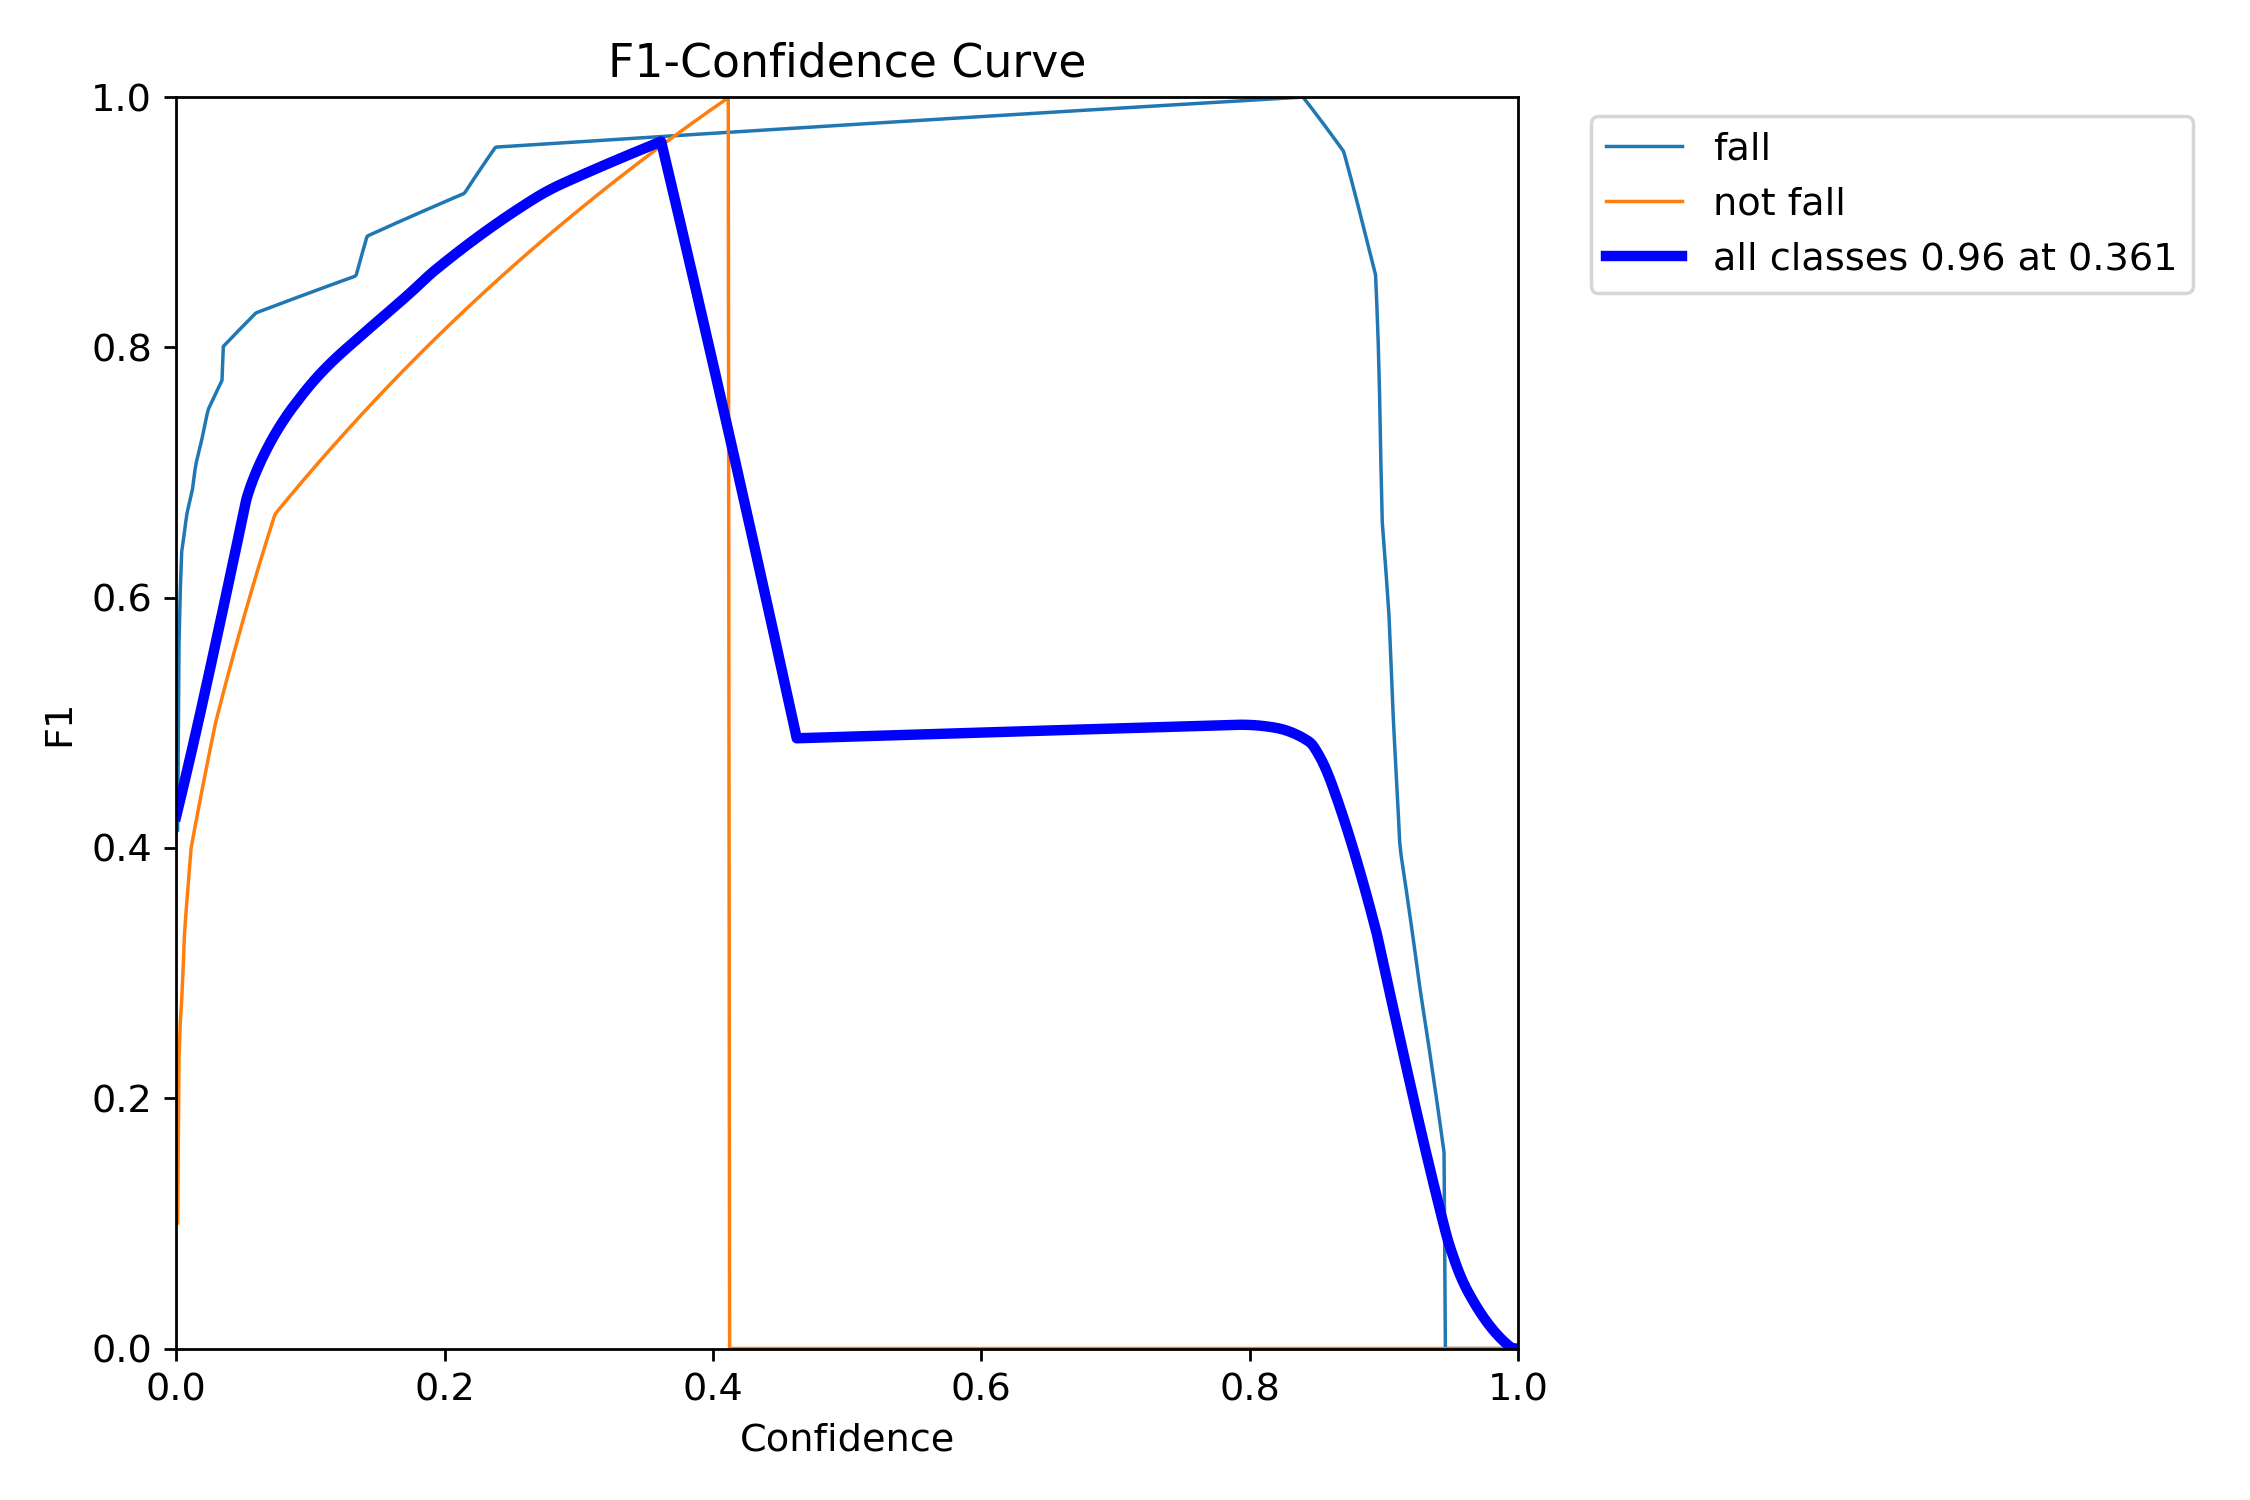 F1-Confidence Curve
1.0
0.8
0.6
0.4
0.2
0.0
F1
0.0 0.2 0.4 0.6 0.8 1.0
Confidence
fall
not fall
all classes 0.96 at 0.361